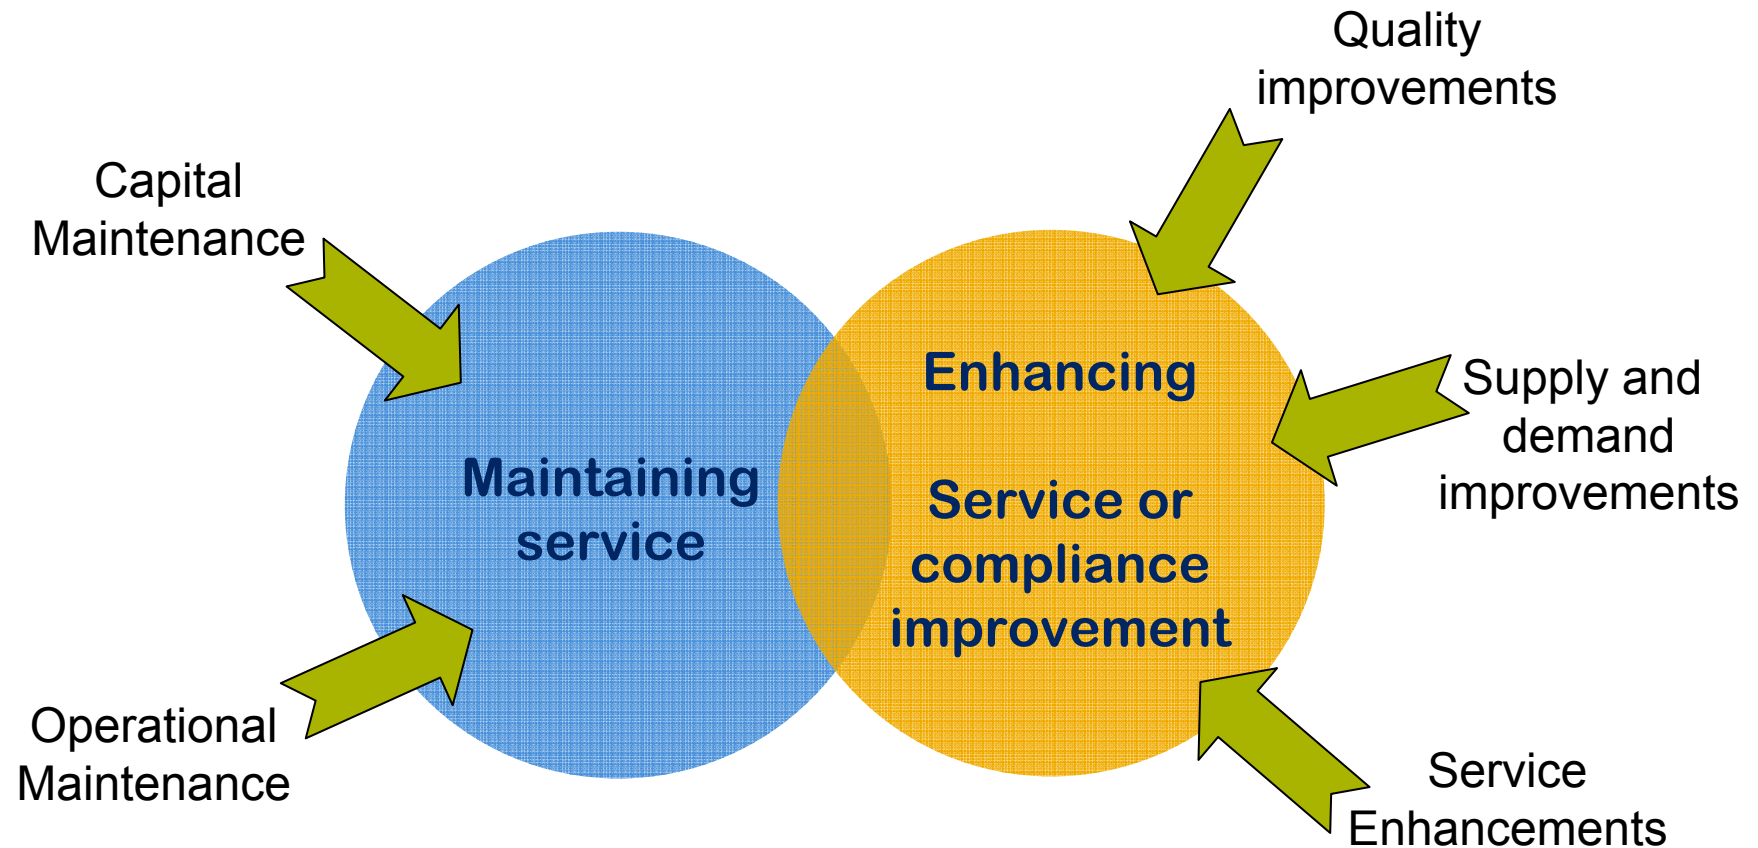 Quality
improvements
Capital
Maintenance
Enhancing
Supply and
demand
improvements
Maintaining
service
Service or
compliance
improvement
Operational
Maintenance
Service
Enhancements